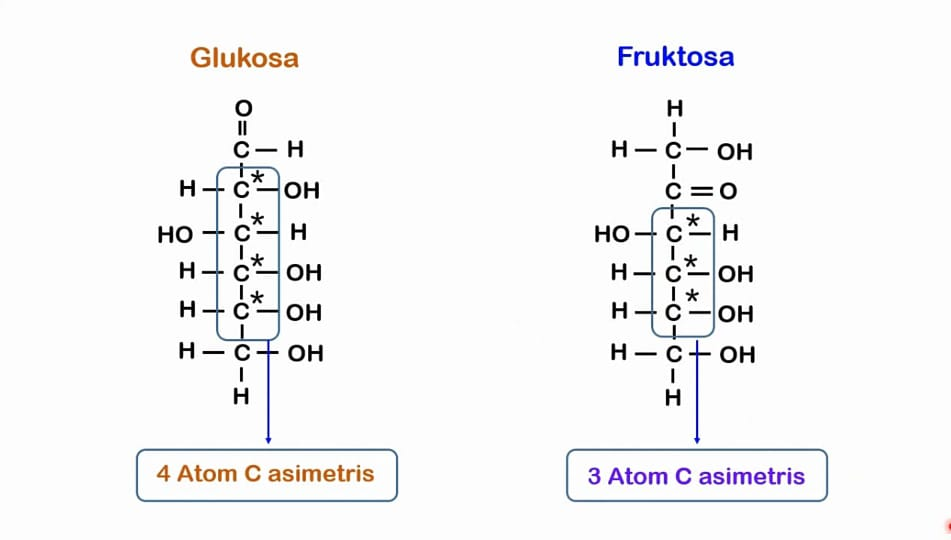 Glukosa
O
C — H
H — C* — OH
HO — C* — H
H — C* — OH
H — C* — OH
H — C — OH
H
4 Atom C asimetris
Fruktosa
H
H — C — OH
C = O
HO — C* — H
H — C* — OH
H — C* — OH
H — C — OH
H
3 Atom C asimetris